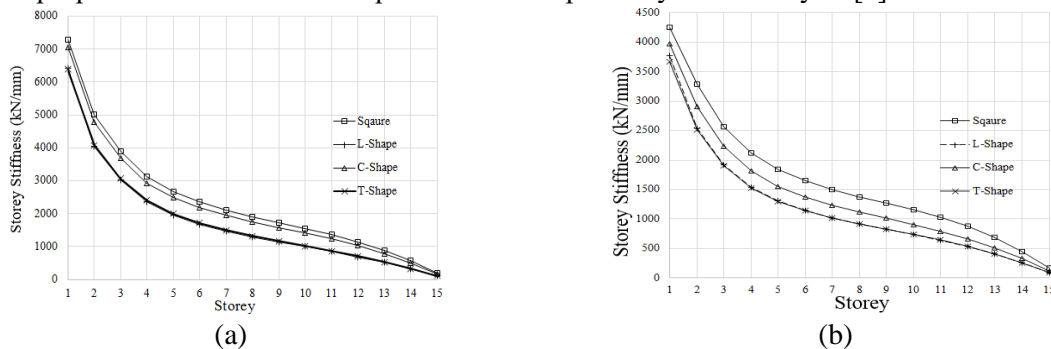 8000
7000
6000
5000
4000
3000
2000
1000
0
Storey Stiffness (kN/mm)
Sqaure
L-Shape
C-Shape
T-Shape
1 2 3 4 5 6 7 8 9 10 11 12 13 14 15
Storey
(a)
4500
4000
3500
3000
2500
2000
1500
1000
500
0
Storey Stiffness (kN/mm)
Sqaure
L-Shape
C-Shape
T-Shape
1 2 3 4 5 6 7 8 9 10 11 12 13 14 15
Storey
(b)